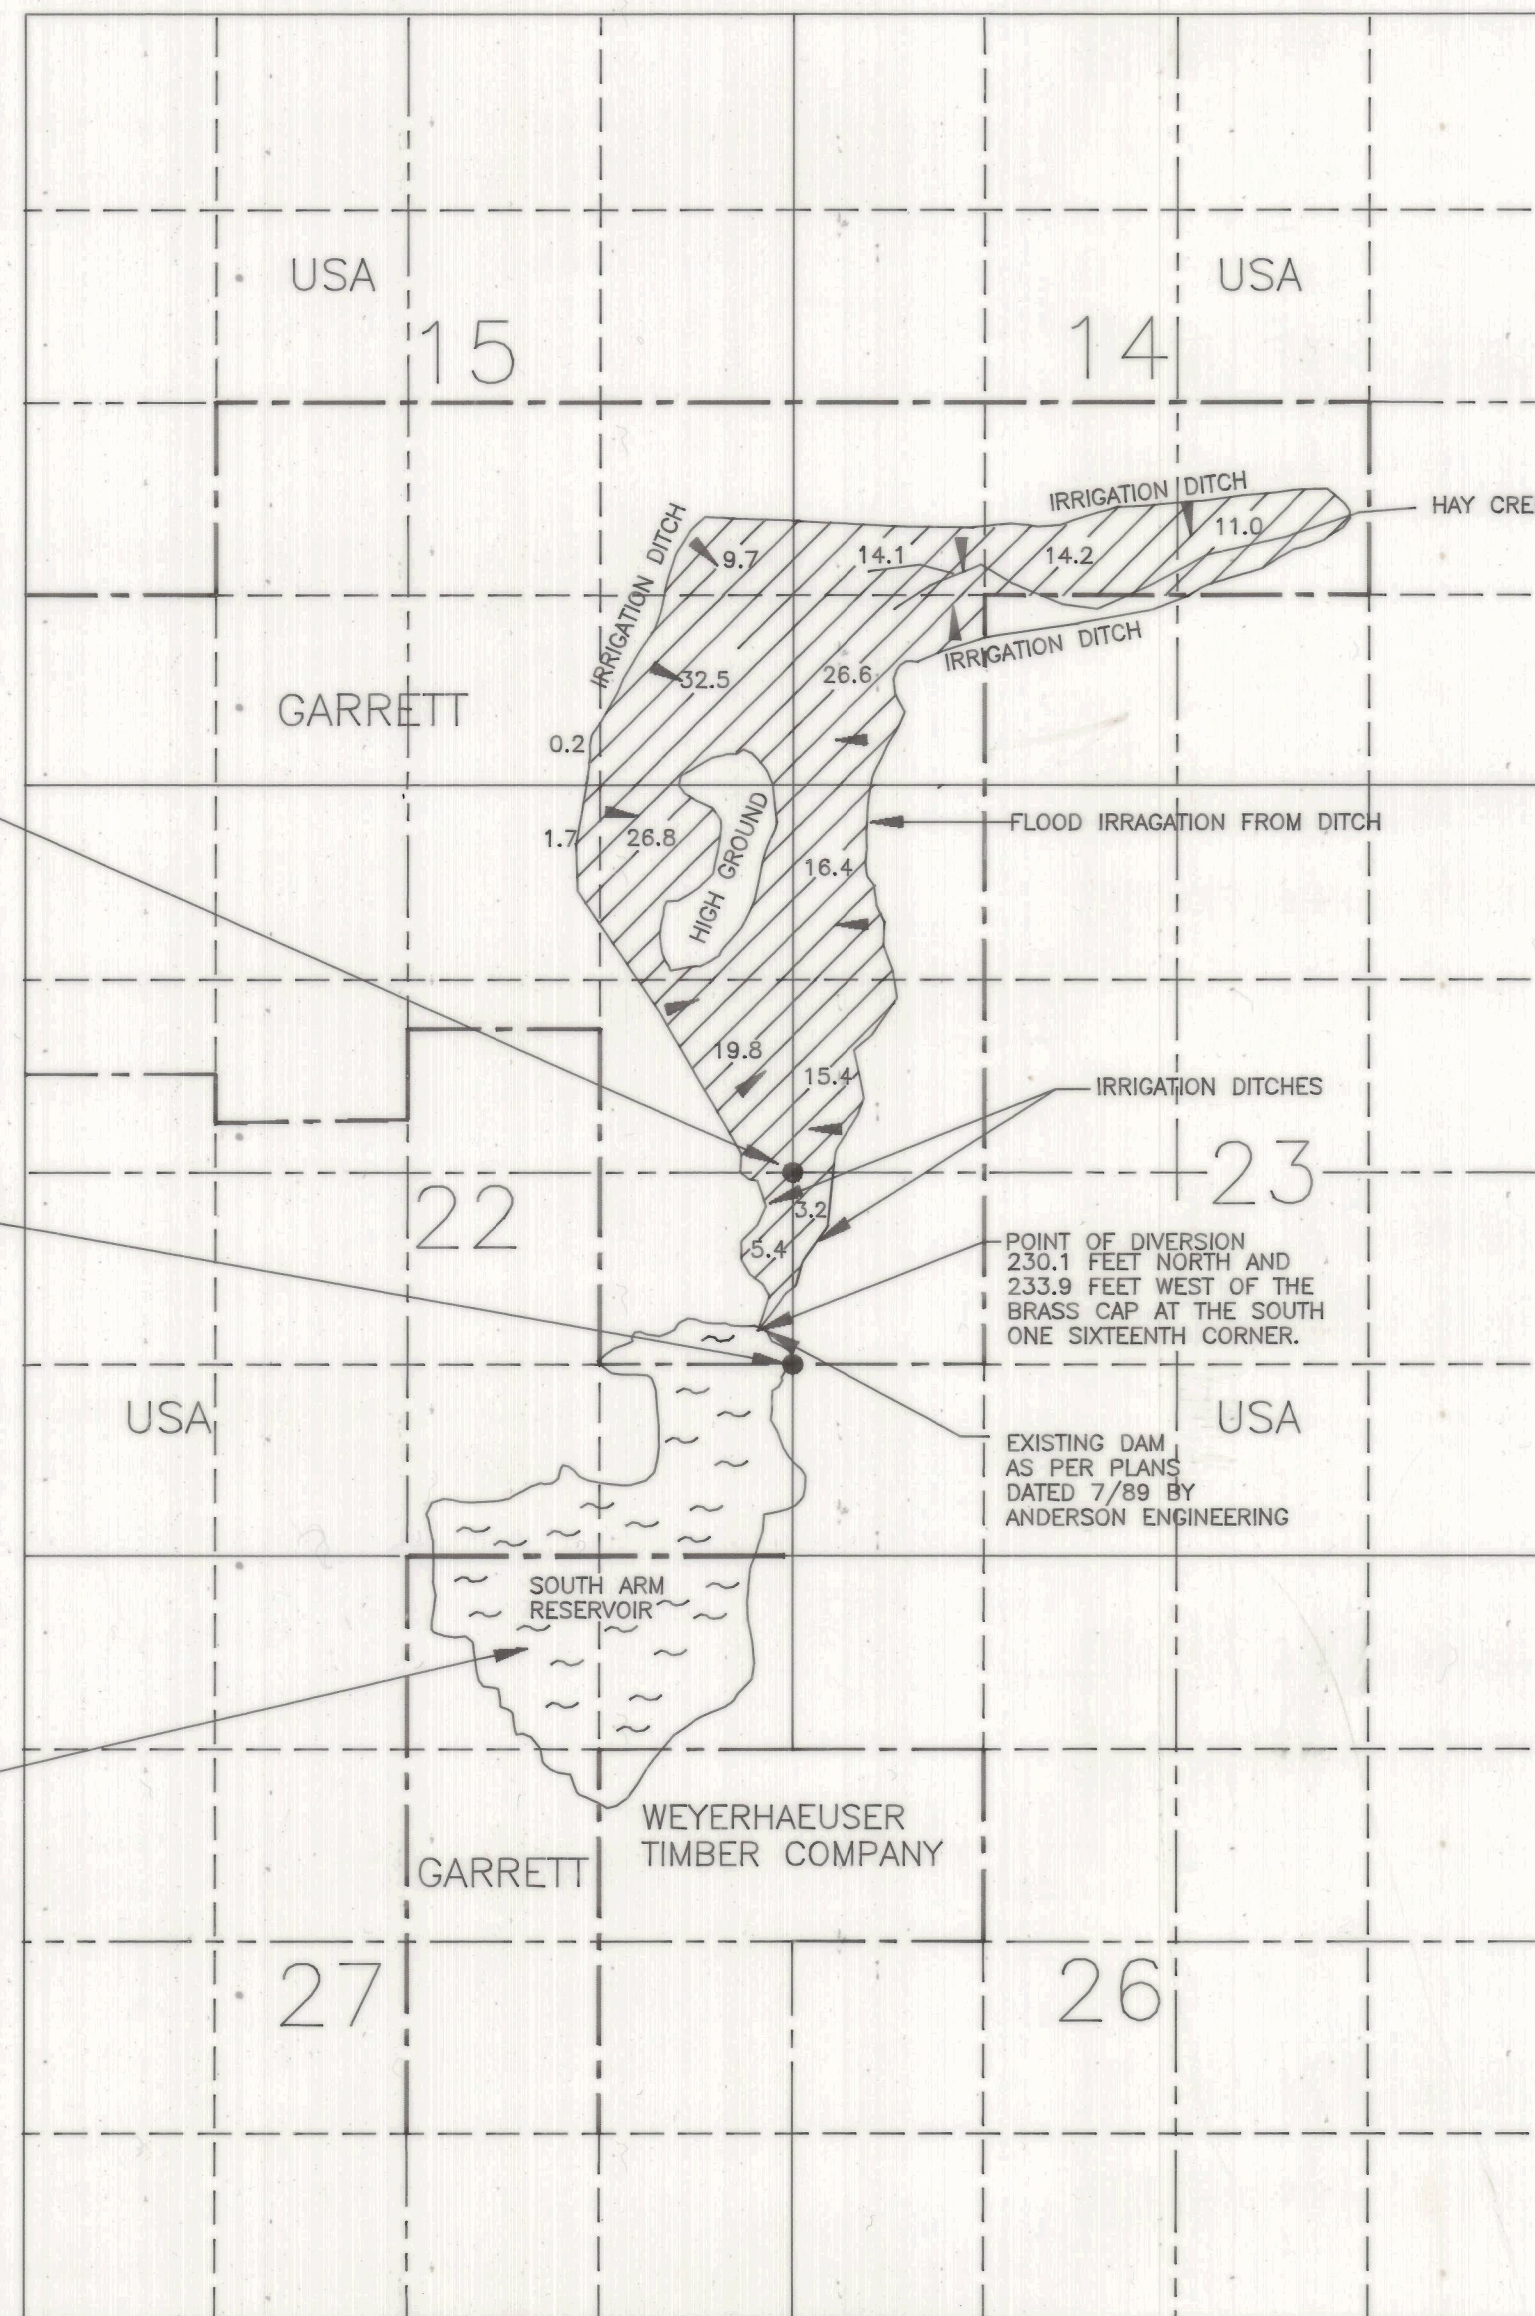 USA
USA
15
14
IRRIGATION DITCH
HAY CRE
11.0
IRRIGATION DITCH
9.7
14.1
14.2
IRRIGATION DITCH
32.5
26.6
GARRETT
0.2
HIGH GROUND
FLOOD IRRAGATION FROM DITCH
1.7
26.8
16.4
19.8
15.4
IRRIGATION DITCHES
22
23
3.2
5.4
POINT OF DIVERSION
230.1 FEET NORTH AND
233.9 FEET WEST OF THE
BRASS CAP AT THE SOUTH
ONE SIXTEENTH CORNER.
USA
USA
EXISTING DAM
AS PER PLANS
DATED 7/89 BY
ANDERSON ENGINEERING
SOUTH ARM
RESERVOIR
WEYERHAEUSER
TIMBER COMPANY
GARRETT
27
26